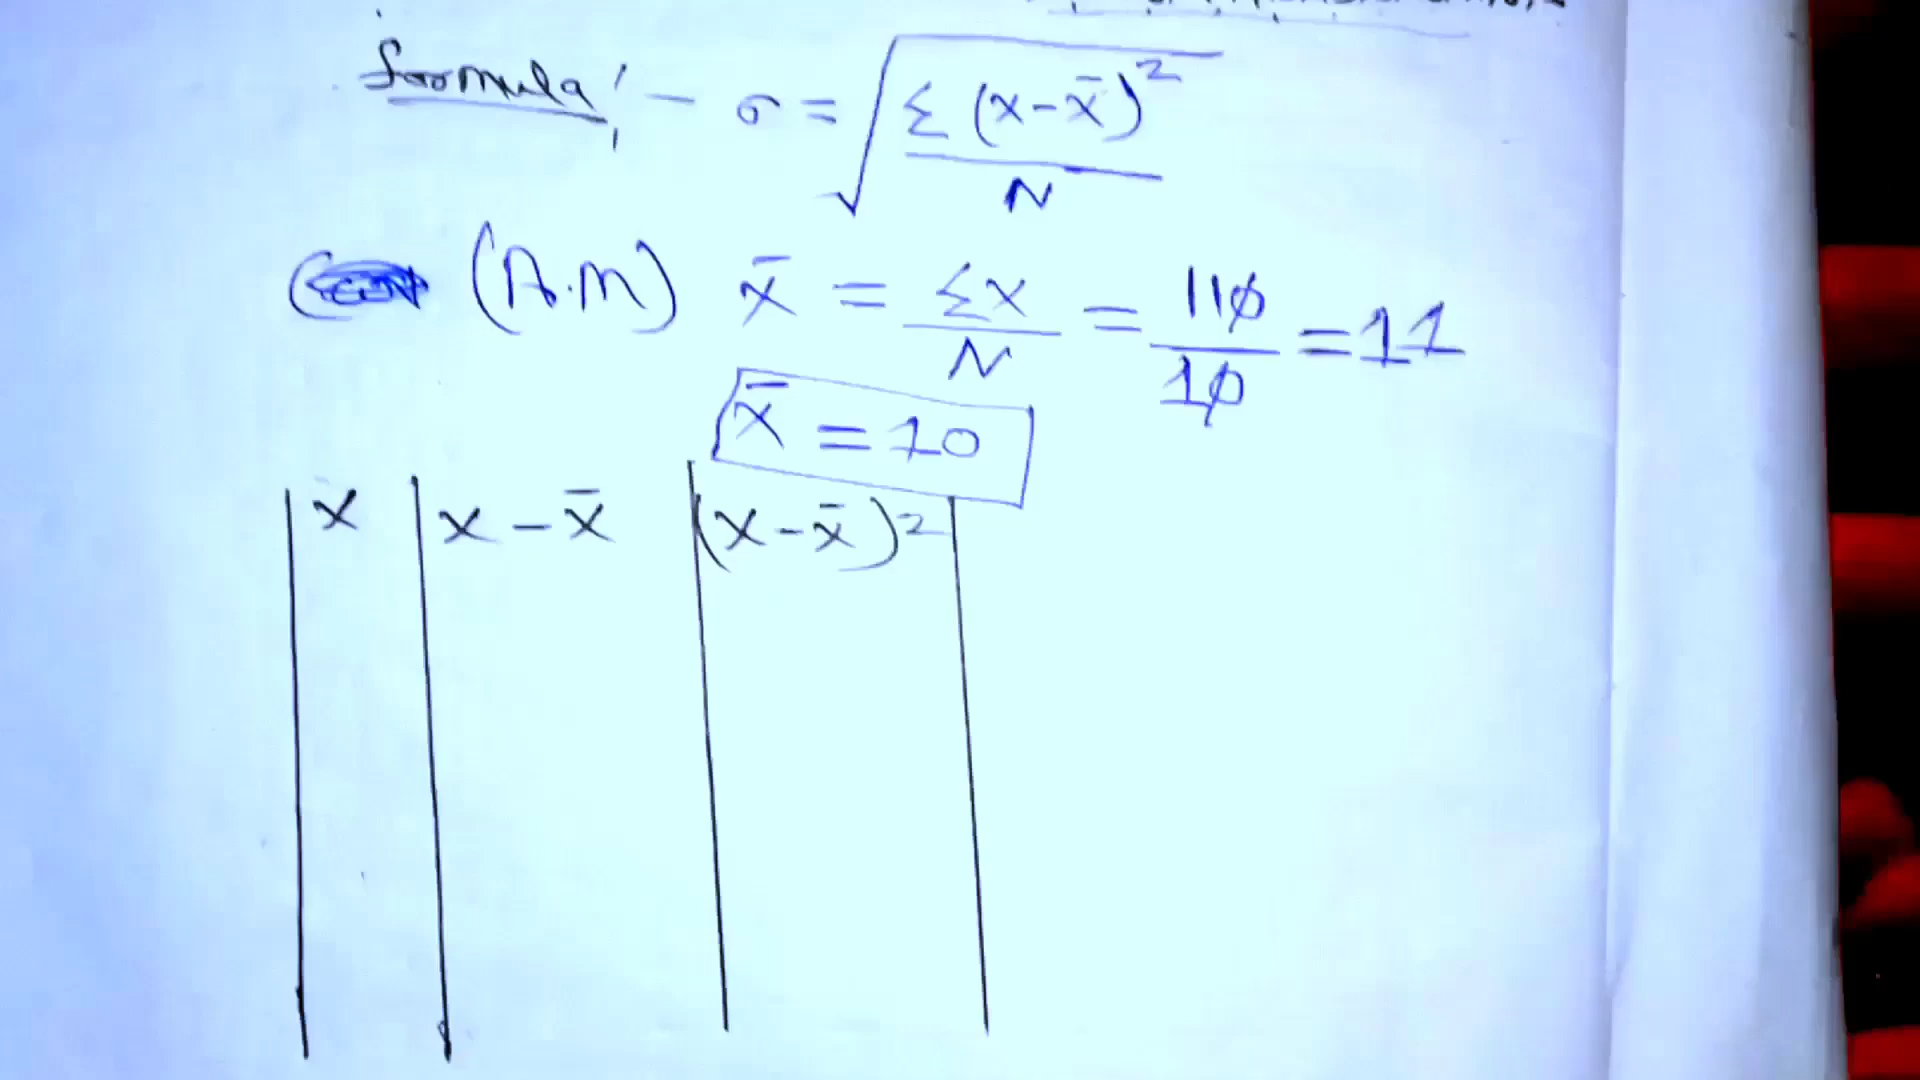 formula:- σ = √Σ(x-x̄)² / N
(A.M) x̄ = Σx / N = 110 / 10 = 11
x̄ = 10
x | x - x̄ | (x-x̄)²